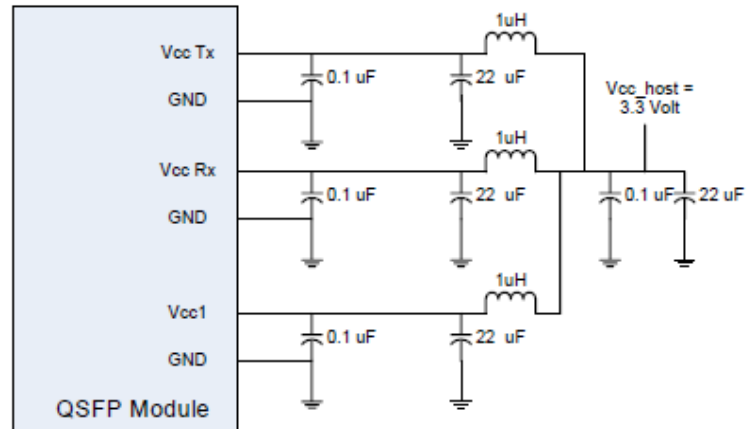 1uH
Vcc Tx
0.1 uF
22 uF
GND
Vcc_host =
3.3 Volt
1uH
Vcc Rx
0.1 uF
22 uF
0.1 uF
22 uF
GND
1uH
Vcc1
0.1 uF
22 uF
GND
QSFP Module